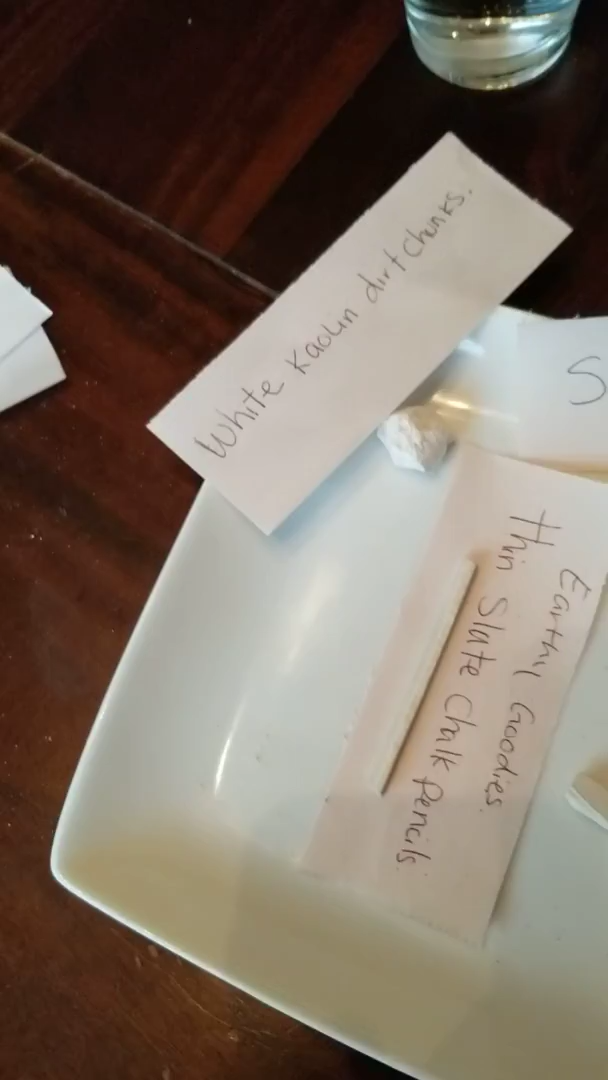 White Kaolin dirt chunks.
S
Earthy Goodies.
thin Slate Chalk Pencils.